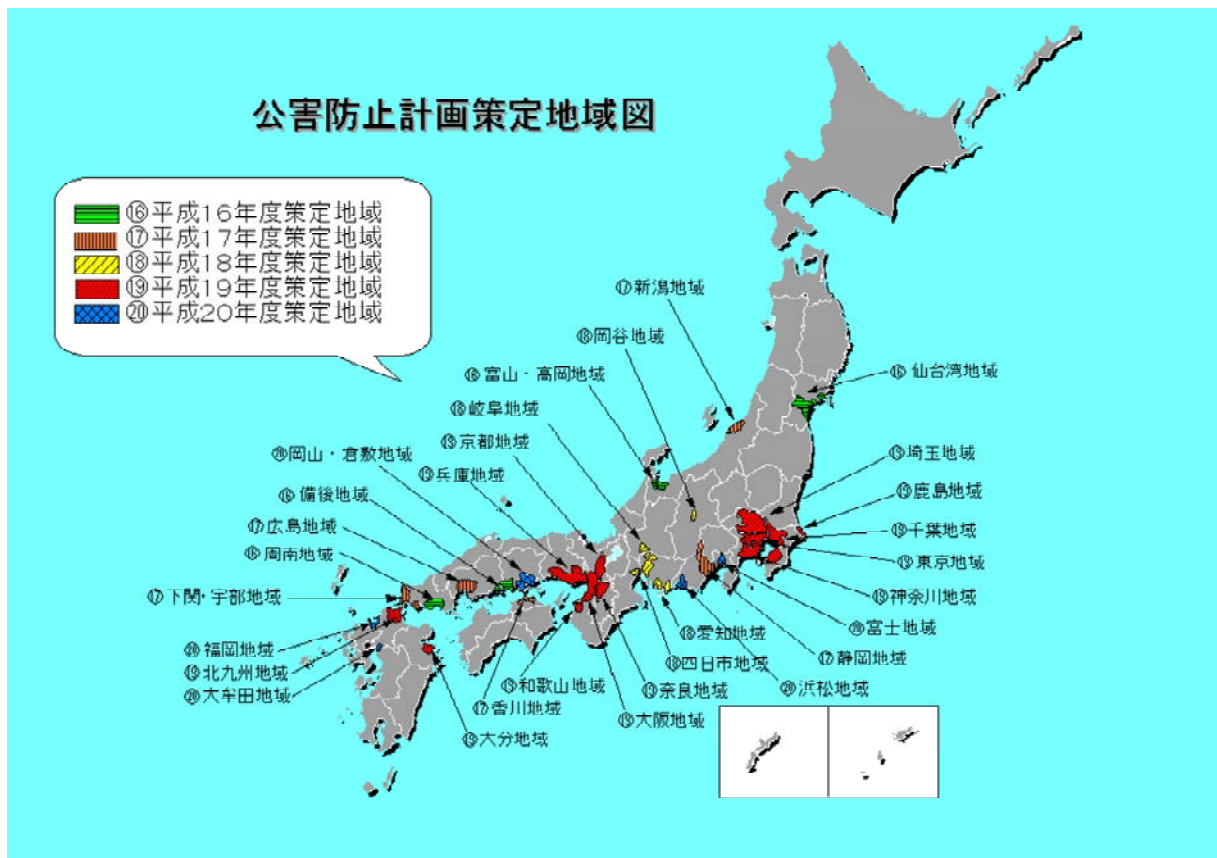 公害防止計画策定地域図
⑯平成16年度策定地域
⑰平成17年度策定地域
⑱平成18年度策定地域
⑲平成19年度策定地域
⑳平成20年度策定地域
⑰新潟地域
⑱岡谷地域
⑯富山・高岡地域
⑯仙台湾地域
⑱岐阜地域
⑲京都地域
⑳岡山・倉敷地域
⑲埼玉地域
⑲兵庫地域
⑯備後地域
⑲鹿島地域
⑰広島地域
⑲千葉地域
⑯周南地域
⑲東京地域
⑰下関・宇部地域
⑲神奈川地域
⑳富士地域
⑱愛知地域
⑳福岡地域
⑰静岡地域
⑱四日市地域
⑲北九州地域
⑲和歌山地域
⑲奈良地域
⑳浜松地域
⑳大牟田地域
⑰香川地域
⑲大阪地域
⑲大分地域